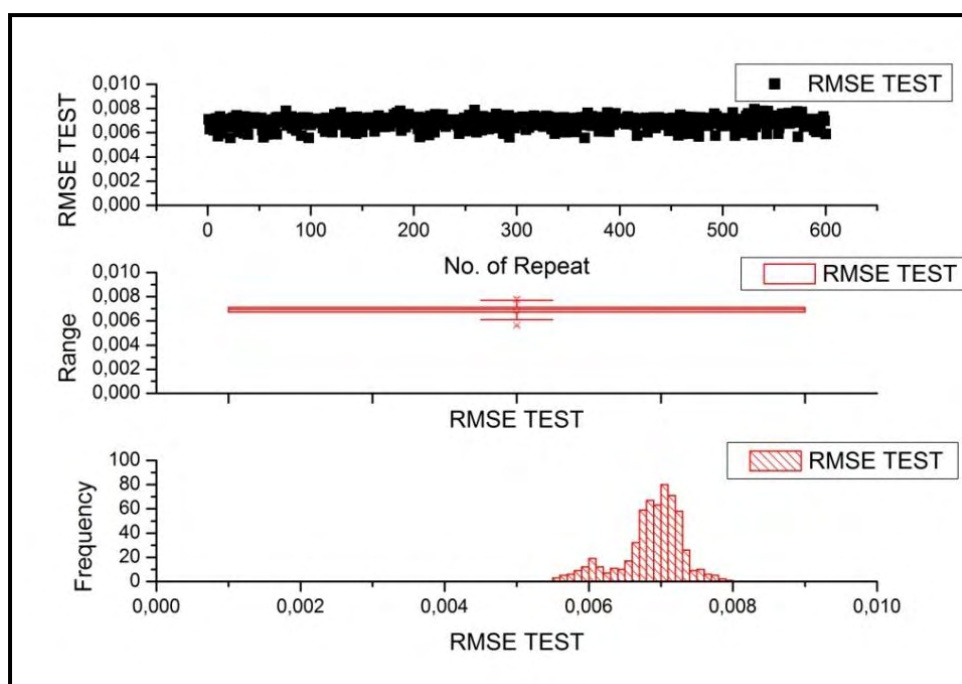 RMSE TEST
RMSE TEST
0,010
0,008
0,006
0,004
0,002
0,000
0 100 200 300 400 500 600
No. of Repeat
RMSE TEST
Range
0,010
0,008
0,006
0,004
0,002
0,000
RMSE TEST
RMSE TEST
Frequency
100
80
60
40
20
0
0,000 0,002 0,004 0,006 0,008 0,010
RMSE TEST